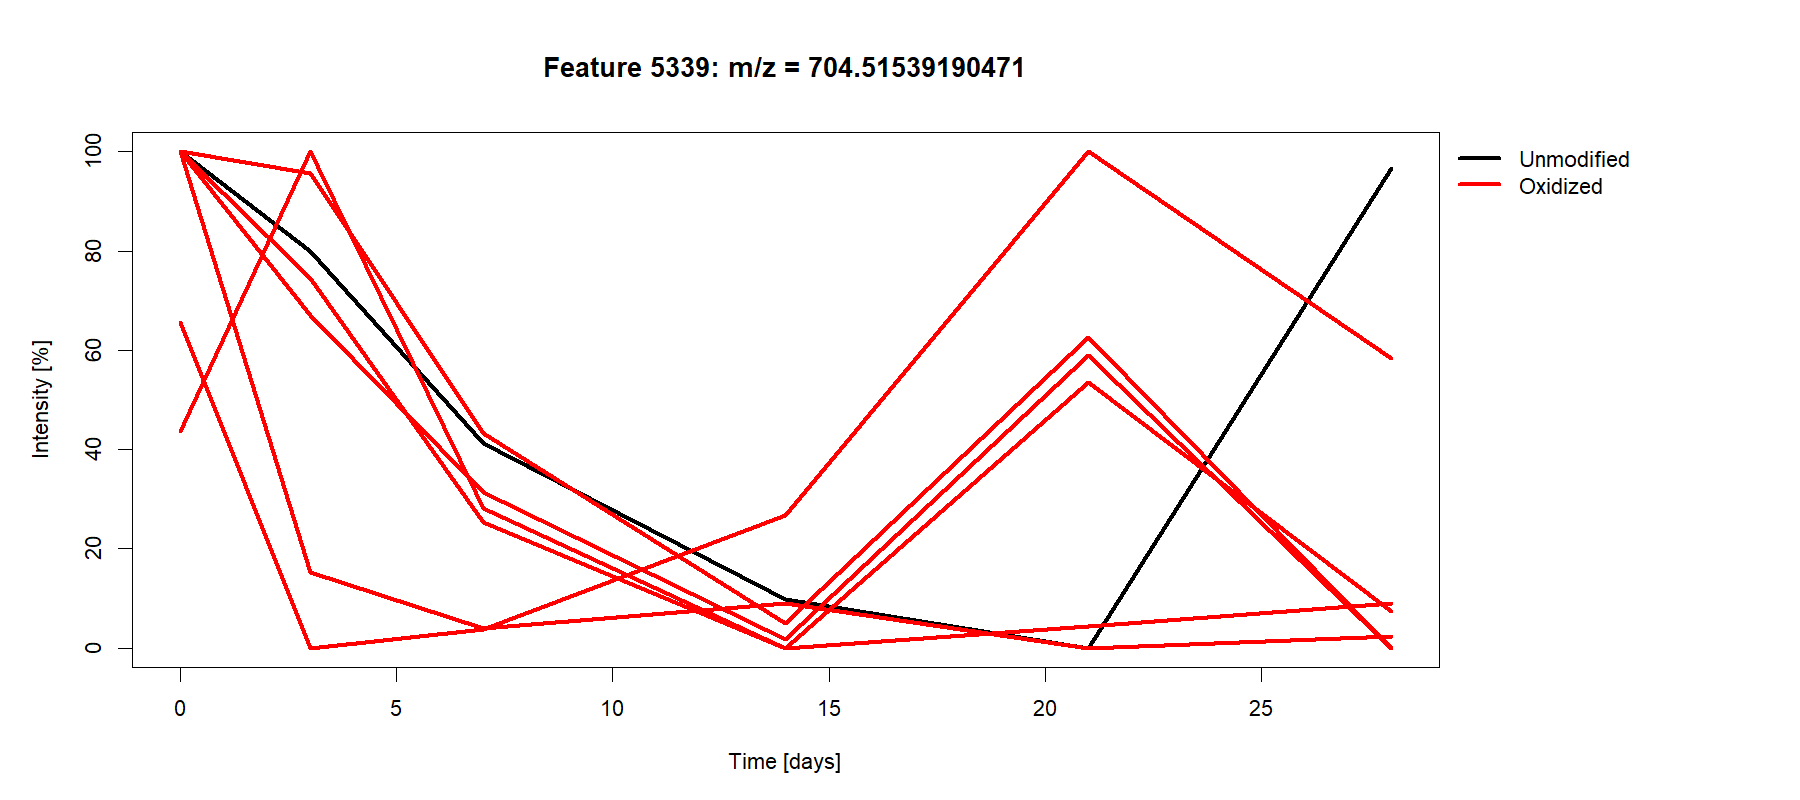 Feature 5339: m/z = 704.51539190471
Unmodified
Oxidized
Intensity [%]
100
80
60
40
20
0
0 5 10 15 20 25
Time [days]